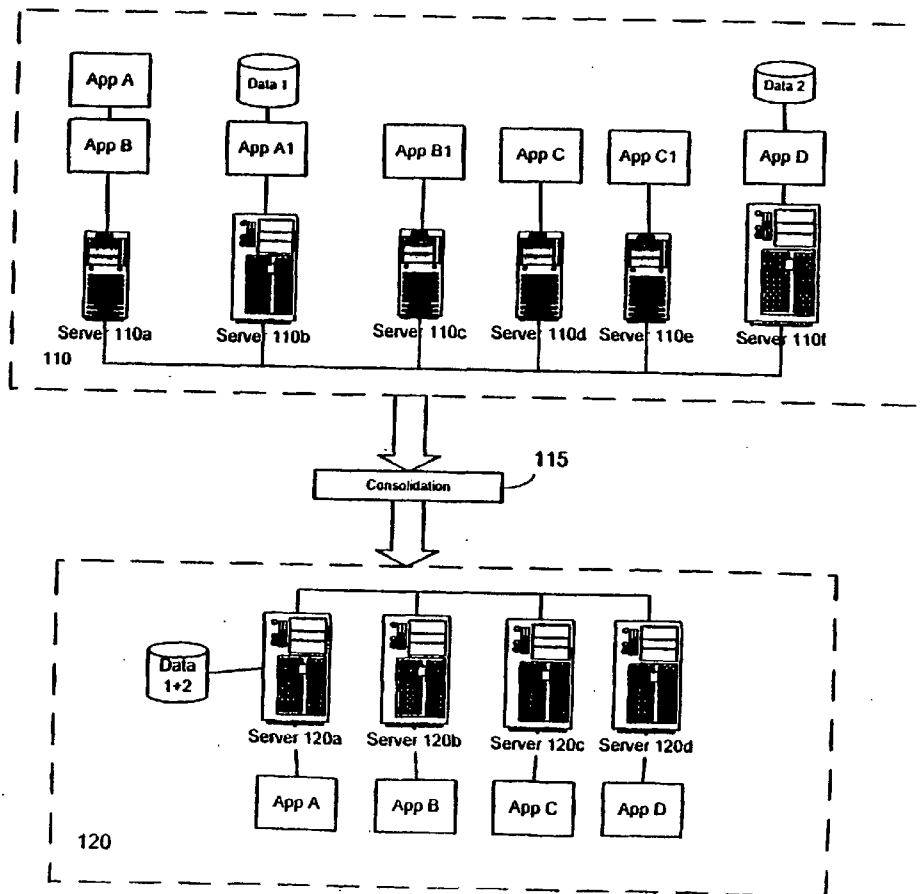 App A
Data 1
Data 2
App B
App A1
App B1
App C
App C1
App D
Server 110a
Server 110b
Server 110c
Server 110d
Server 110e
Server 110f
110
115
Consolidation
Data
1+2
Server 120a
Server 120b
Server 120c
Server 120d
App A
App B
App C
App D
120